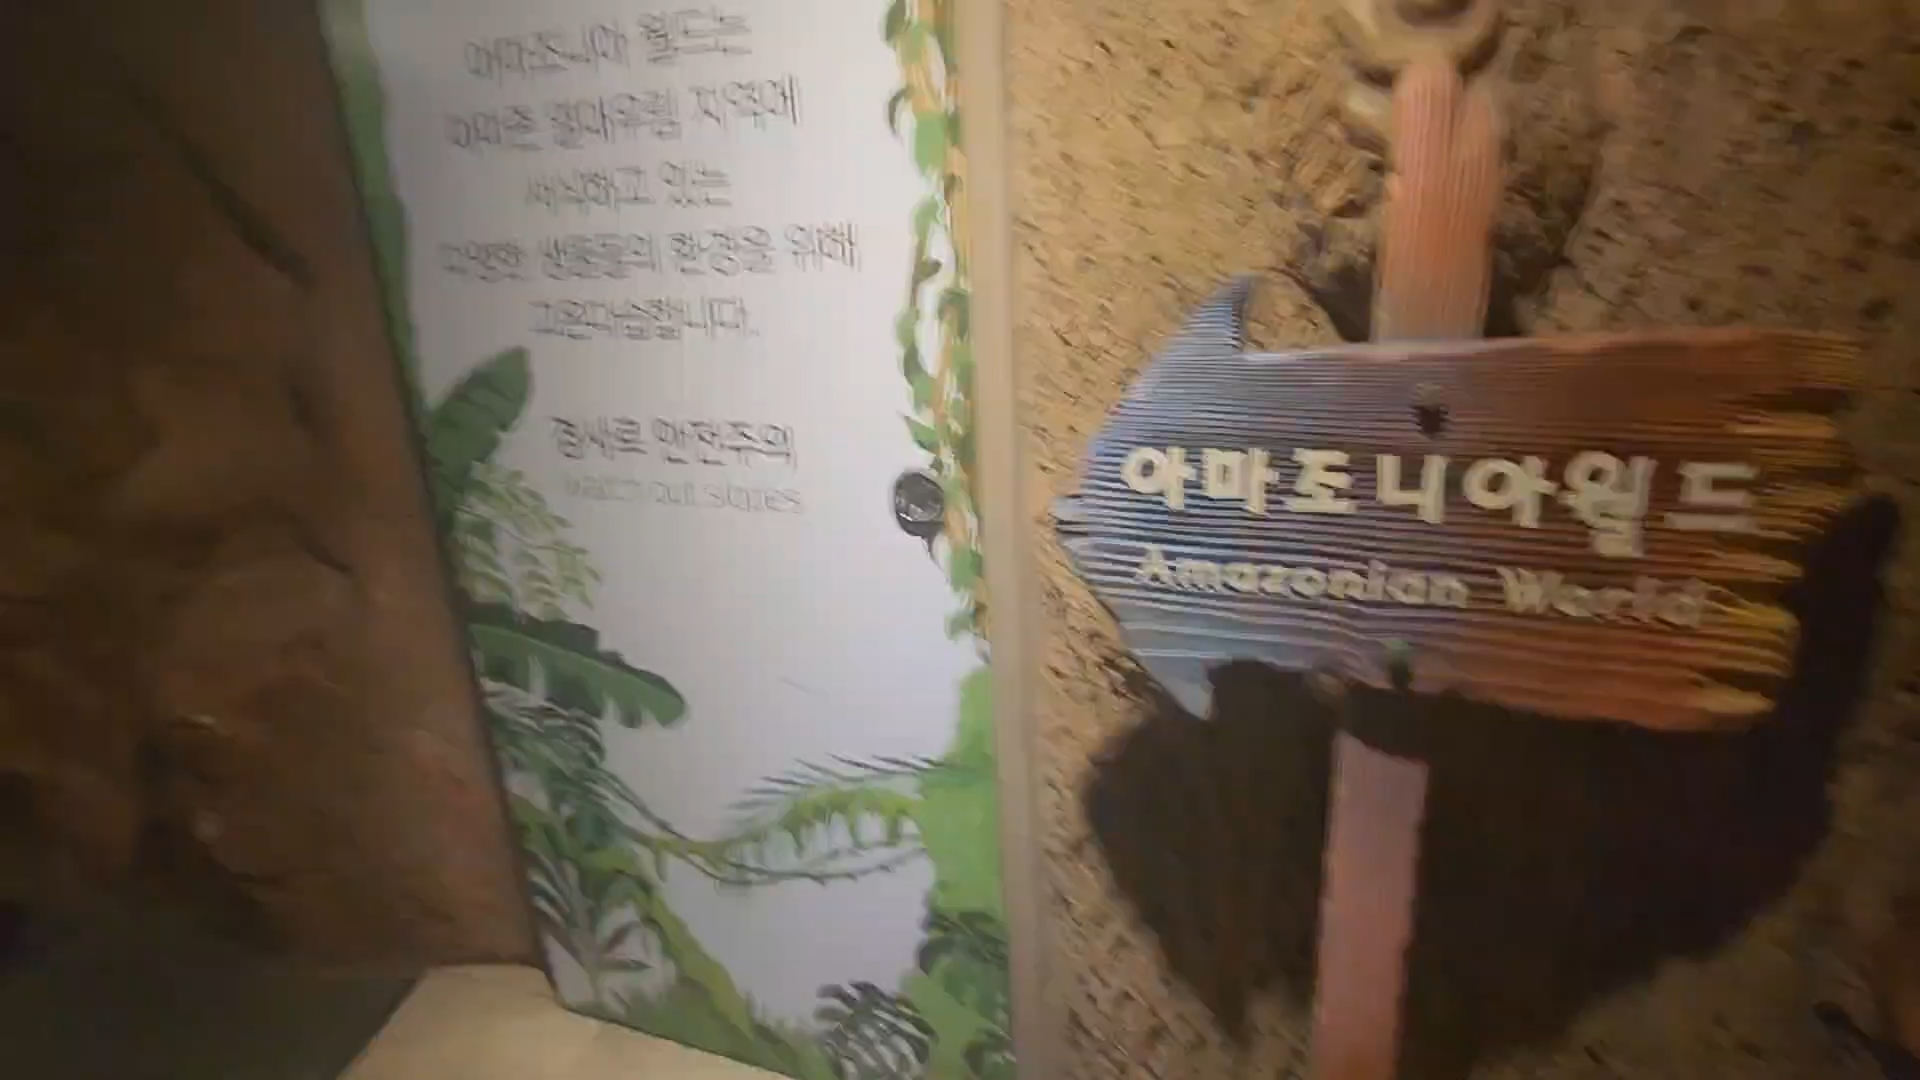 아마조니아 월드는
아마존 열대우림 지역에
서식하고 있는
다양한 생물들의 환경을 위해
고온다습합니다.
경사로 안전주의
watch out slopes
아마조니아월드
Amazonian World